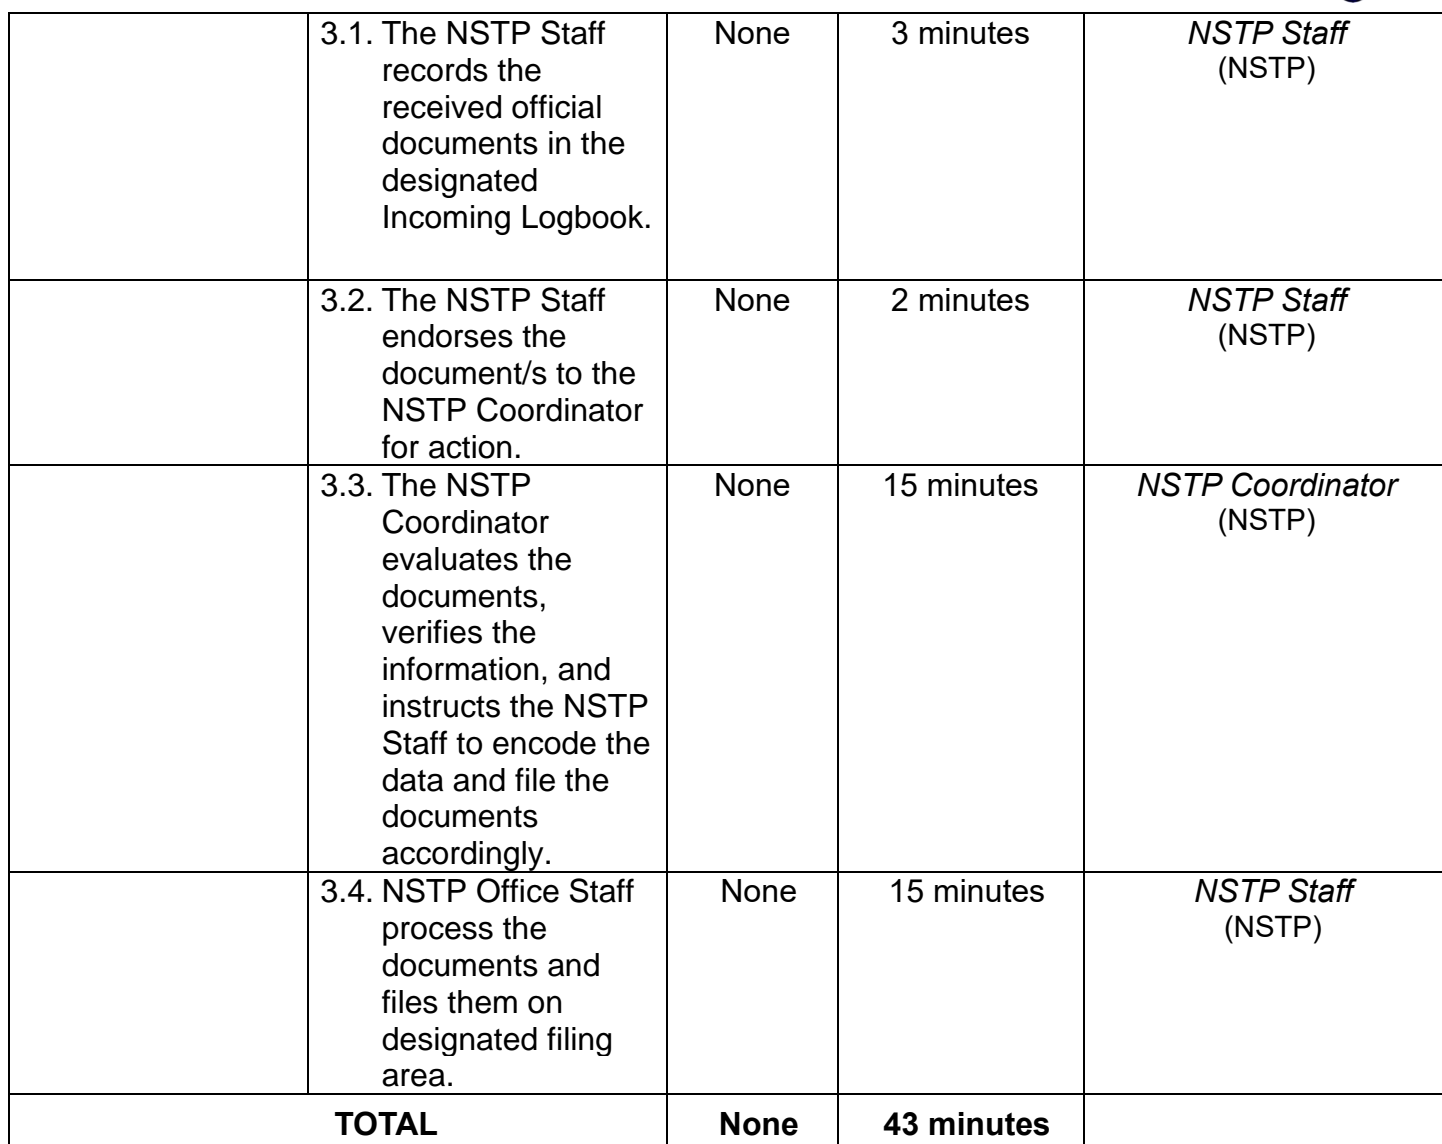 3.1. The NSTP Staff
records the
received official
documents in the
designated
Incoming Logbook.
None
3 minutes
NSTP Staff
(NSTP)
3.2. The NSTP Staff
endorses the
document/s to the
NSTP Coordinator
for action.
None
2 minutes
NSTP Staff
(NSTP)
3.3. The NSTP
Coordinator
evaluates the
documents,
verifies the
information, and
instructs the NSTP
Staff to encode the
data and file the
documents
accordingly.
None
15 minutes
NSTP Coordinator
(NSTP)
3.4. NSTP Office Staff
process the
documents and
files them on
designated filing
area.
None
15 minutes
NSTP Staff
(NSTP)
TOTAL
None
43 minutes